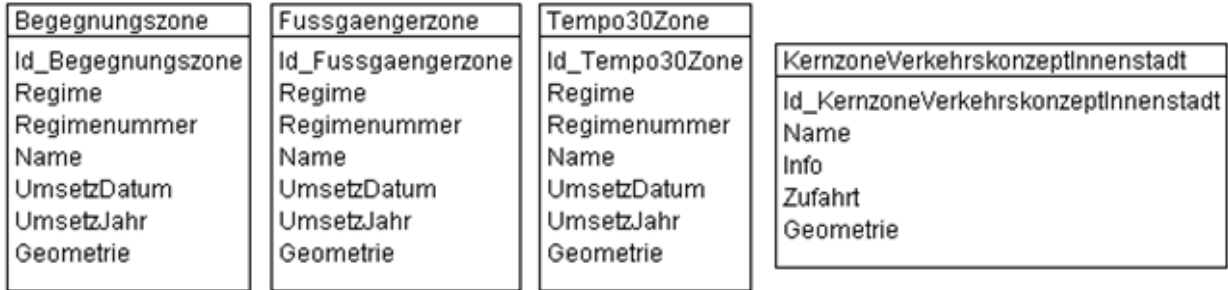 Begegnungszone
Id_Begegnungszone
Regime
Regimenummer
Name
UmsetzDatum
UmsetzJahr
Geometrie
Fussgaengerzone
Id_Fussgaengerzone
Regime
Regimenummer
Name
UmsetzDatum
UmsetzJahr
Geometrie
Tempo30Zone
Id_Tempo30Zone
Regime
Regimenummer
Name
UmsetzDatum
UmsetzJahr
Geometrie
KernzoneVerkehrskonzeptInnenstadt
Id_KernzoneVerkehrskonzeptInnenstadt
Name
Info
Zufahrt
Geometrie